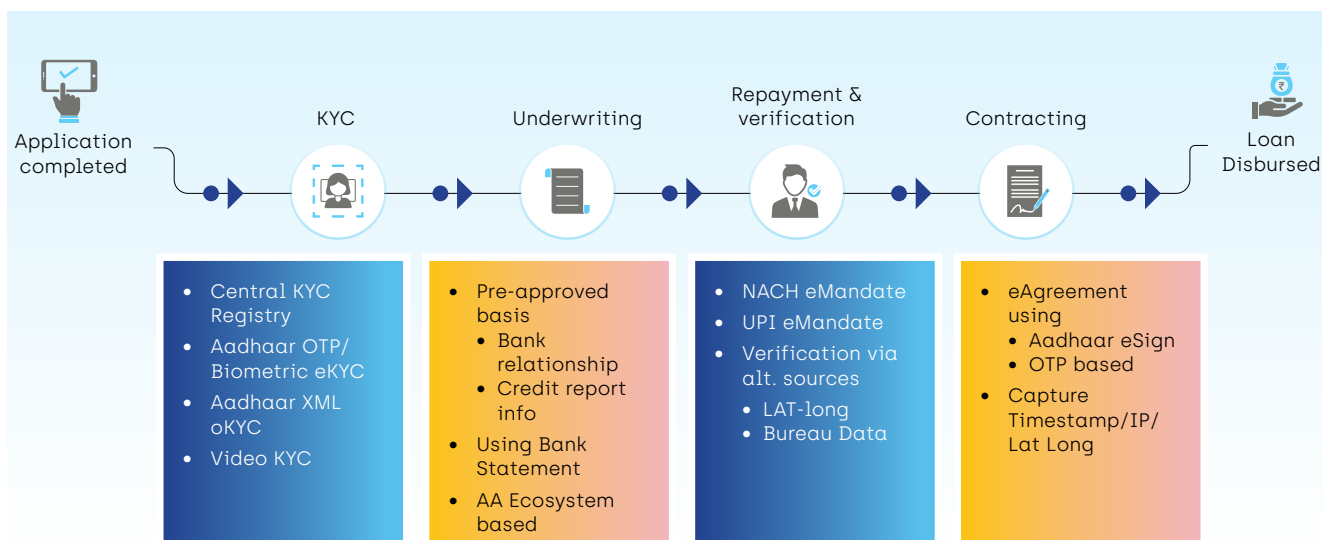 Application
completed
KYC
Underwriting
Repayment &
verification
Contracting
₹
Loan
Disbursed
• Central KYC
Registry
• Aadhaar OTP/
Biometric eKYC
• Aadhaar XML
oKYC
• Video KYC
• Pre-approved
basis
• Bank
relationship
• Credit report
info
• Using Bank
Statement
• AA Ecosystem
based
• NACH eMandate
• UPI eMandate
• Verification via
alt. sources
• LAT-long
• Bureau Data
• eAgreement
using
• Aadhaar eSign
• OTP based
• Capture
Timestamp/IP/
Lat Long